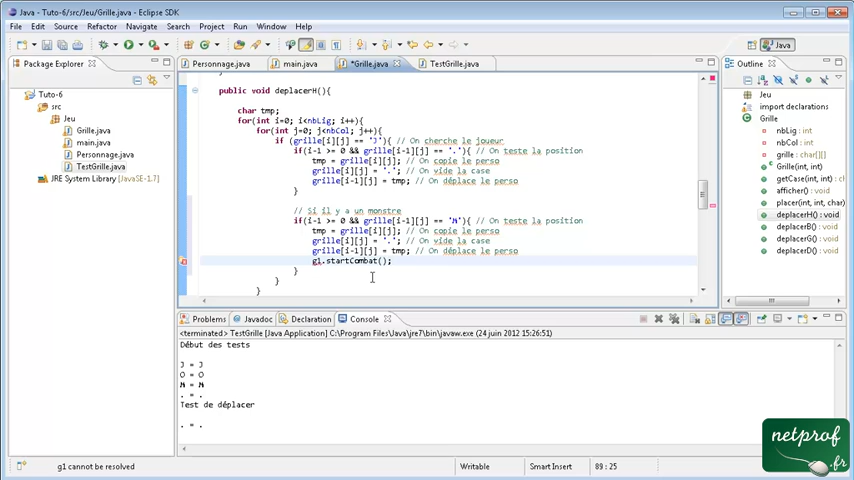 Java - Tuto-6/src/Jeu/Grille.java - Eclipse SDK
File Edit Source Refactor Navigate Search Project Run Window Help
Java
Package Explorer
Personnage.java main.java *Grille.java TestGrille.java
Outline
Tuto-6
src
Jeu
Grille.java
main.java
Personnage.java
TestGrille.java
JRE System Library [JavaSE-1.7]
public void deplacerH(){
char tmp;
for(int i=0; i<nbLig; i++){
for(int j=0; j<nbCol; j++){
if (grille[i][j] == 'J'){ // On cherche le joueur
if(i-1 >= 0 && grille[i-1][j] == '.'){ // On teste la position
tmp = grille[i][j]; // On copie le perso
grille[i][j] = '.'; // On vide la case
grille[i-1][j] = tmp; // On déplace le perso
}
// Si il y a un monstre
if(i-1 >= 0 && grille[i-1][j] == 'M'){ // On teste la position
tmp = grille[i][j]; // On copie le perso
grille[i][j] = '.'; // On vide la case
grille[i-1][j] = tmp; // On déplace le perso
g1.startCombat();
}
}
}
Jeu
import declarations
Grille
nbLig : int
nbCol : int
grille : char[][]
Grille(int, int)
getCase(int, int)
afficher() : void
placer(int, int, char)
deplacerH() : void
deplacerB() : void
deplacerG() : void
deplacerD() : void
Problems Javadoc Declaration Console
<terminated> TestGrille [Java Application] C:\Program Files\Java\jre7\bin\javaw.exe (24 juin 2012 15:26:51)
Début des tests
J = J
O = O
M = M
. = .
Test de déplacer
. = .
g1 cannot be resolved
Writable
Smart Insert
89 : 25
netprof
.fr